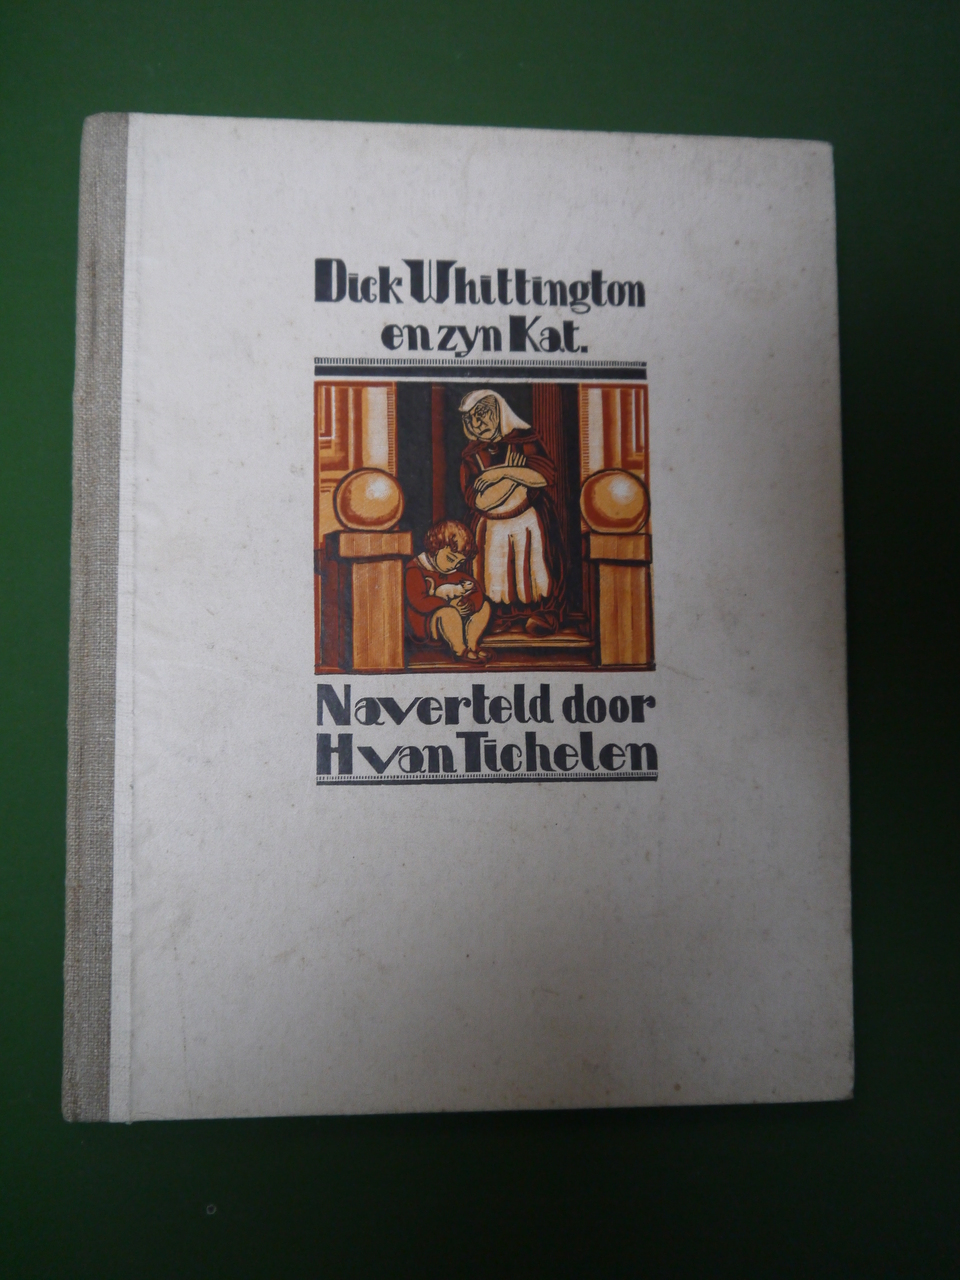 Dick Whittington
en zyn Kat.
Naverteld door
H van Tichelen